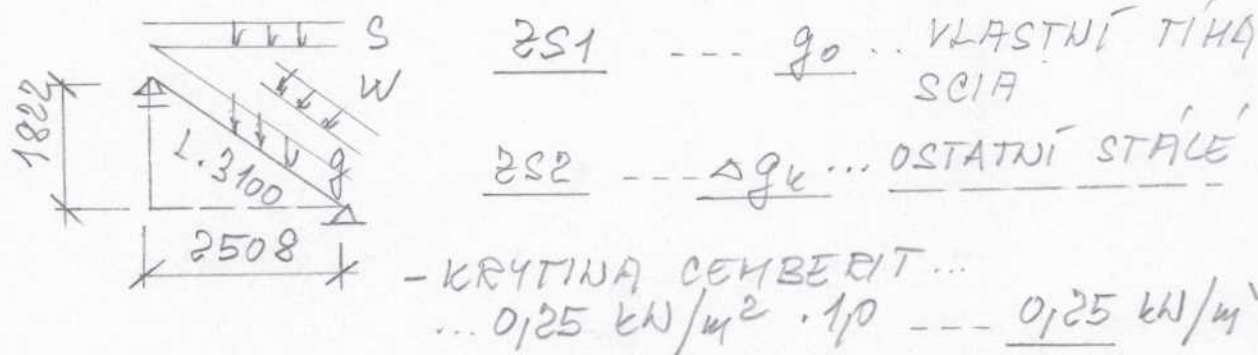 S
W
g
L.3100
1822
2508
ZS1 --- g₀ ... VLASTNÍ TÍHA
SCIA
ZS2 --- Δgₖ ... OSTATNÍ STÁLÉ
- KRYTINA CEMBERIT...
... 0,25 kN/m² . 1,0 --- 0,25 kN/m'